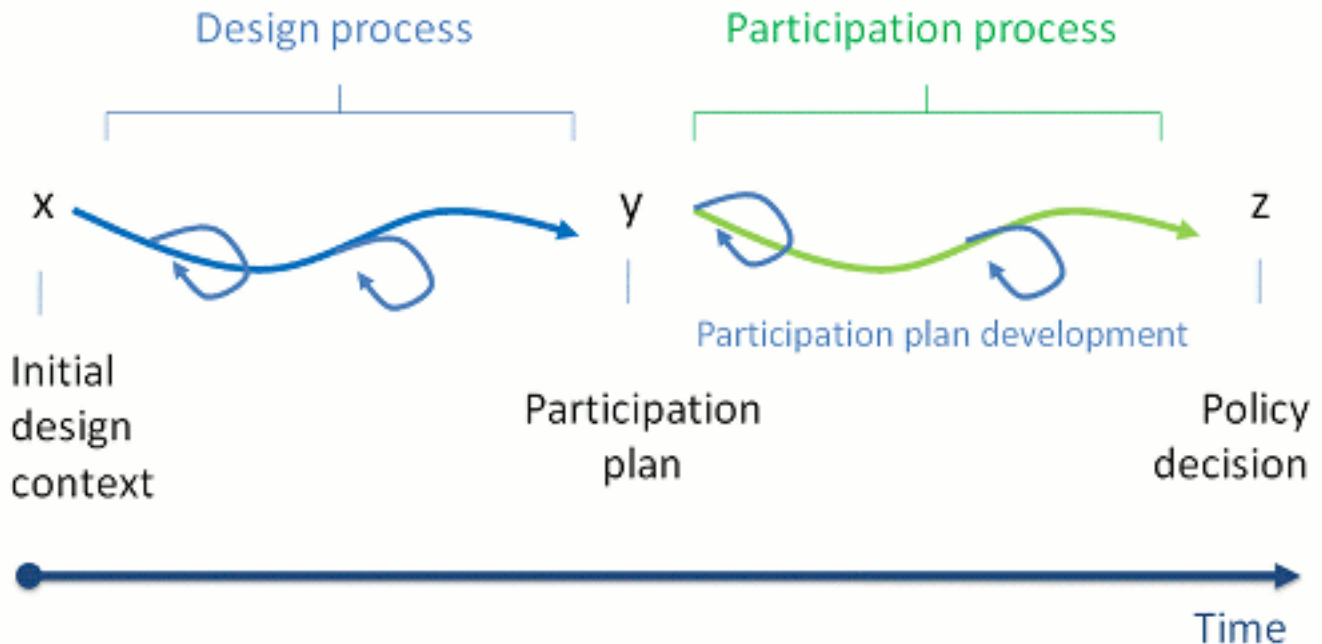 Design process
Participation process
x
y
z
Participation plan development
Initial
design
context
Participation
plan
Policy
decision
Time